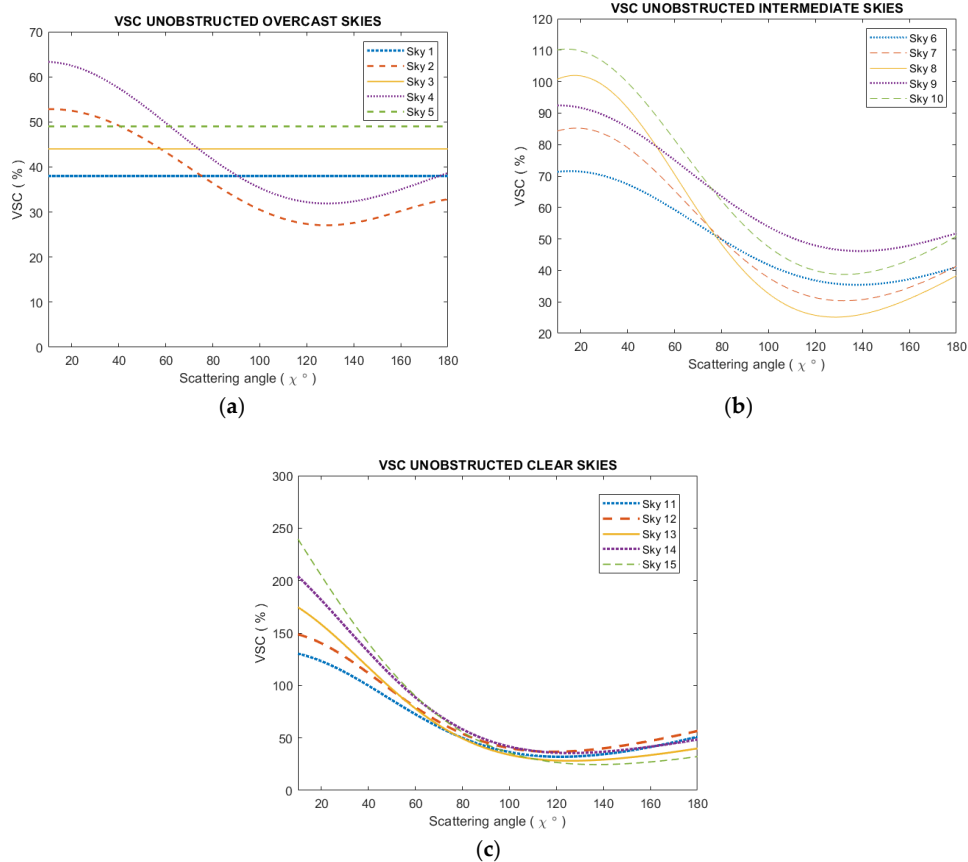 VSC UNOBSTRUCTED OVERCAST SKIES
70
60
50
40
30
20
10
0
VSC ( % )
Sky 1
Sky 2
Sky 3
Sky 4
Sky 5
20 40 60 80 100 120 140 160 180
Scattering angle ( χ ° )
(a)
VSC UNOBSTRUCTED INTERMEDIATE SKIES
120
110
100
90
80
70
60
50
40
30
20
VSC ( % )
Sky 6
Sky 7
Sky 8
Sky 9
Sky 10
20 40 60 80 100 120 140 160 180
Scattering angle ( χ ° )
(b)
VSC UNOBSTRUCTED CLEAR SKIES
300
250
200
150
100
50
0
VSC ( % )
Sky 11
Sky 12
Sky 13
Sky 14
Sky 15
20 40 60 80 100 120 140 160 180
Scattering angle ( χ ° )
(c)